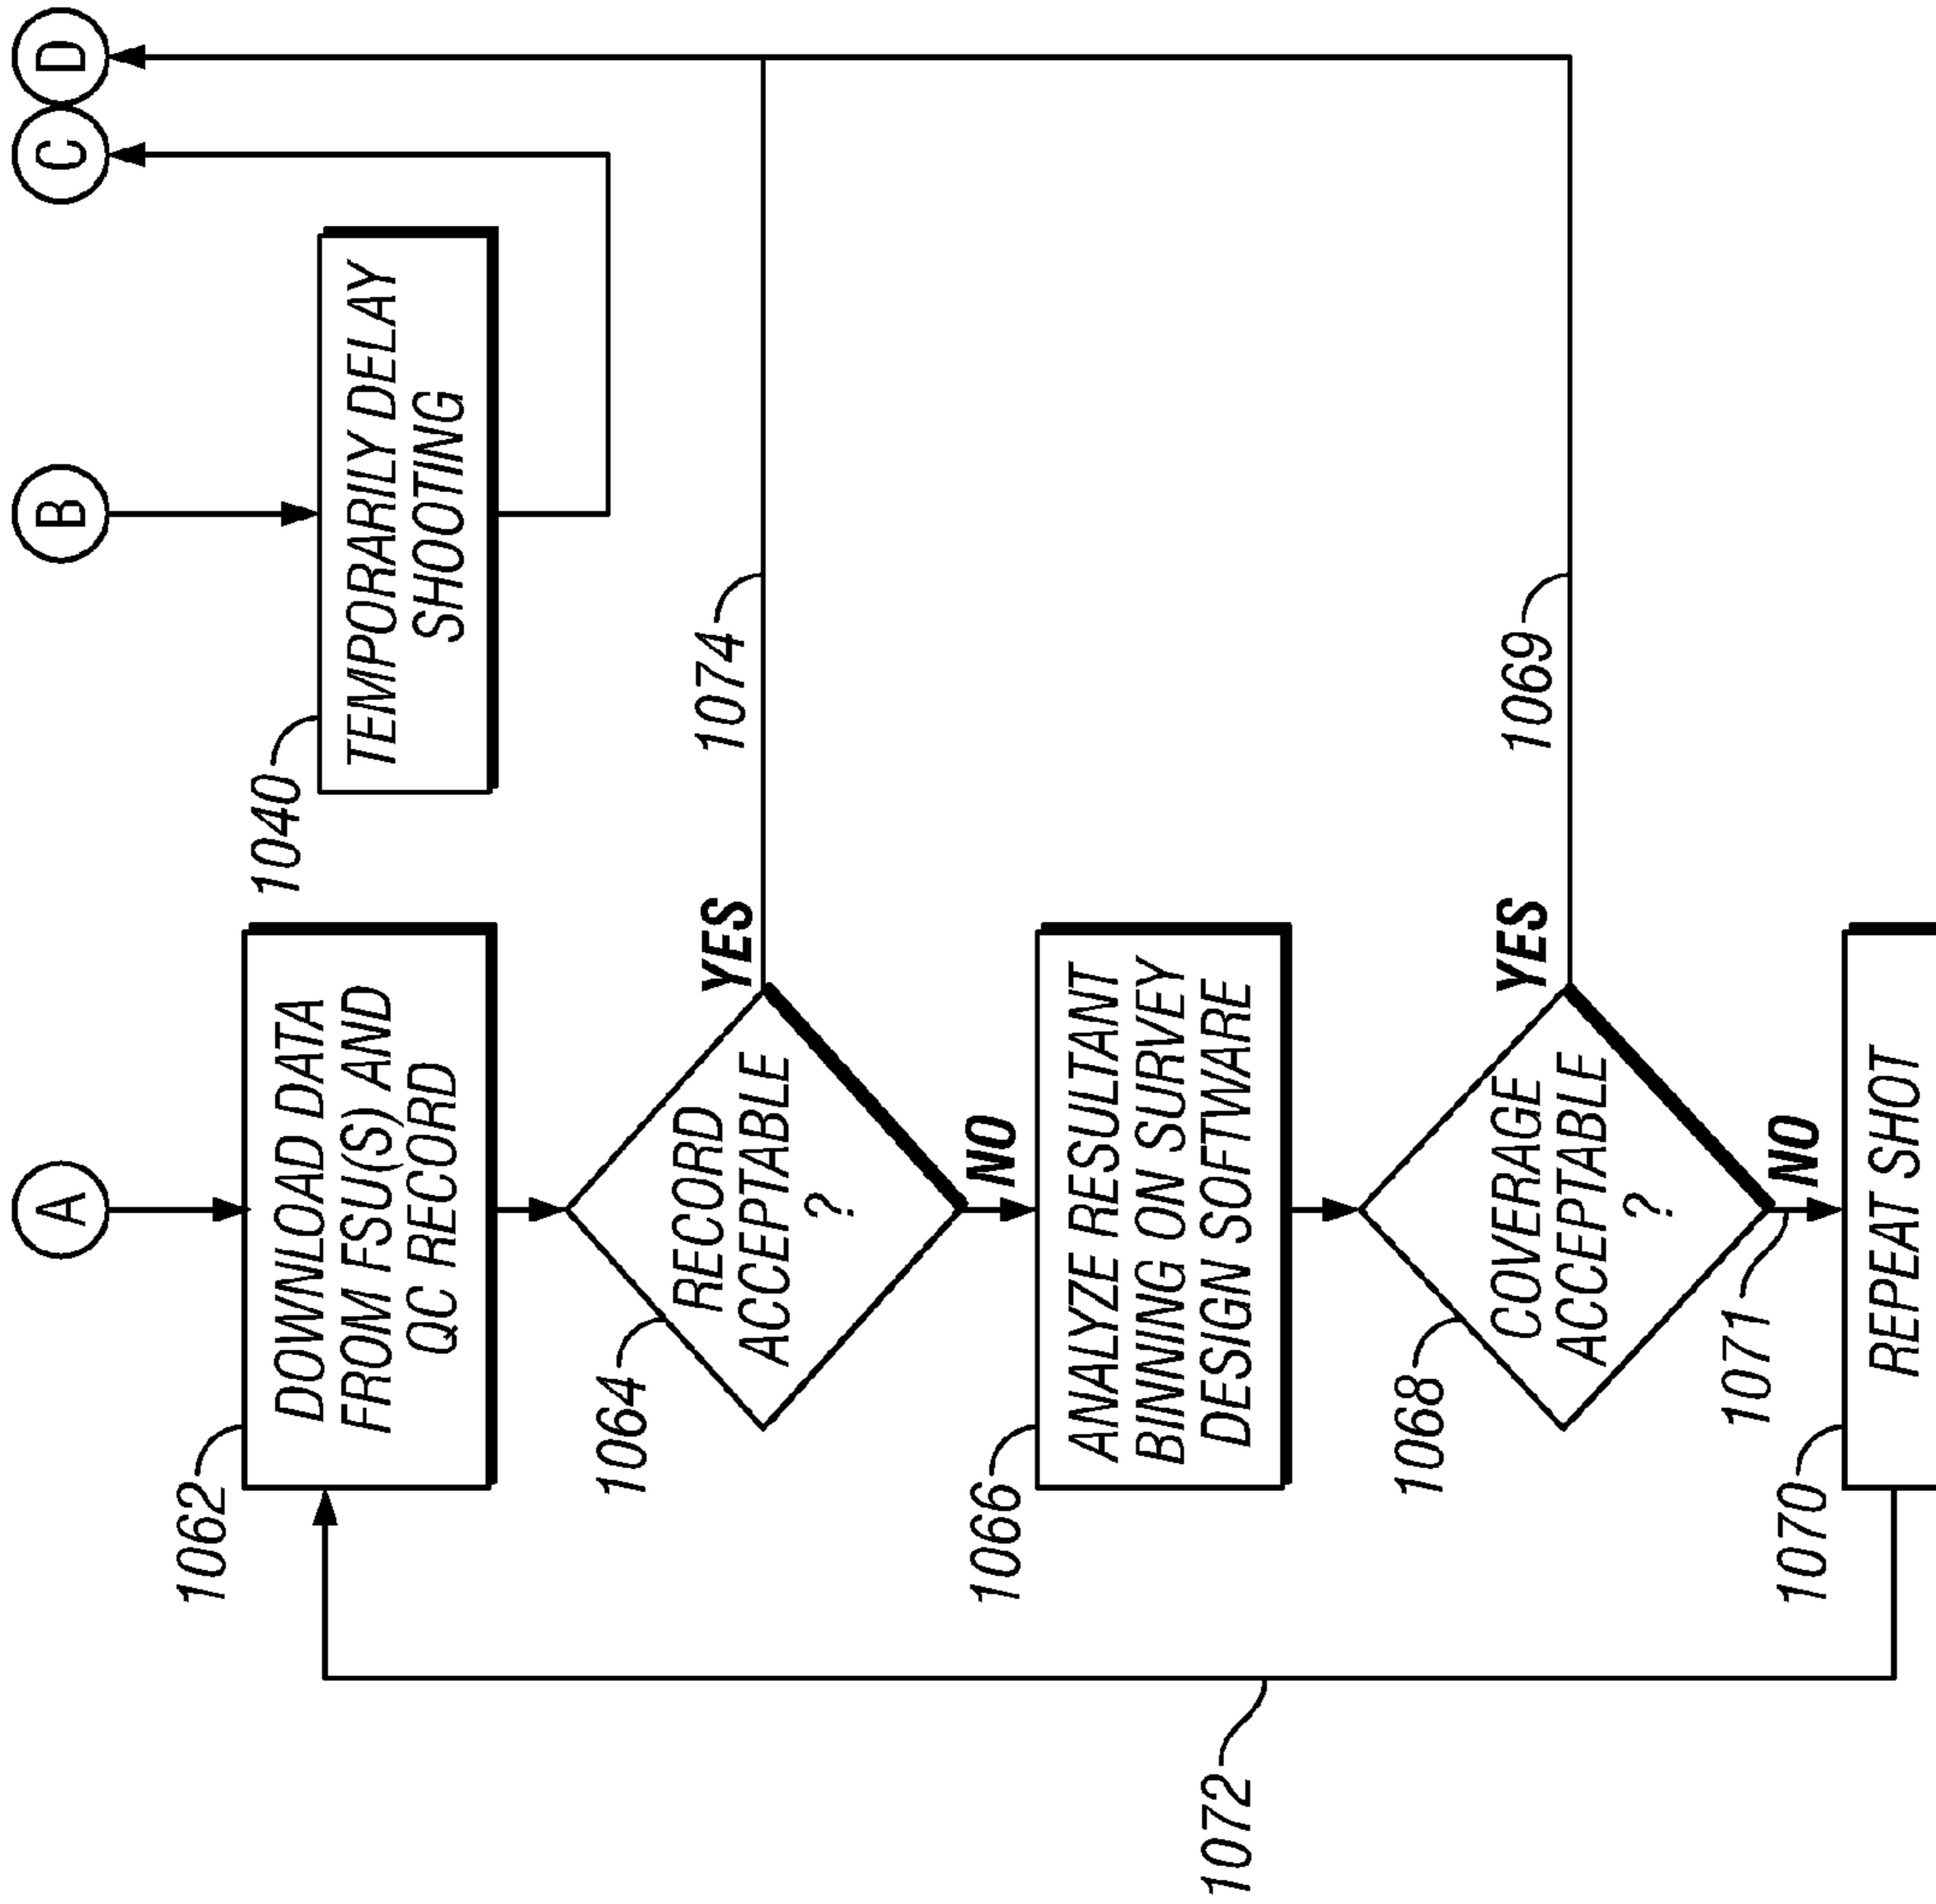 A
B
C
D
1062
DOWNLOAD DATA
FROM FSU(S) AND
QC RECORD
1040
TEMPORARILY DELAY
SHOOTING
1064
RECORD
ACCEPTABLE
?
YES
1074
NO
1066
ANALYZE RESULTANT
BINNING ON SURVEY
DESIGN SOFTWARE
1068
COVERAGE
ACCEPTABLE
?
YES
1069
1071
NO
1070
REPEAT SHOT
1072